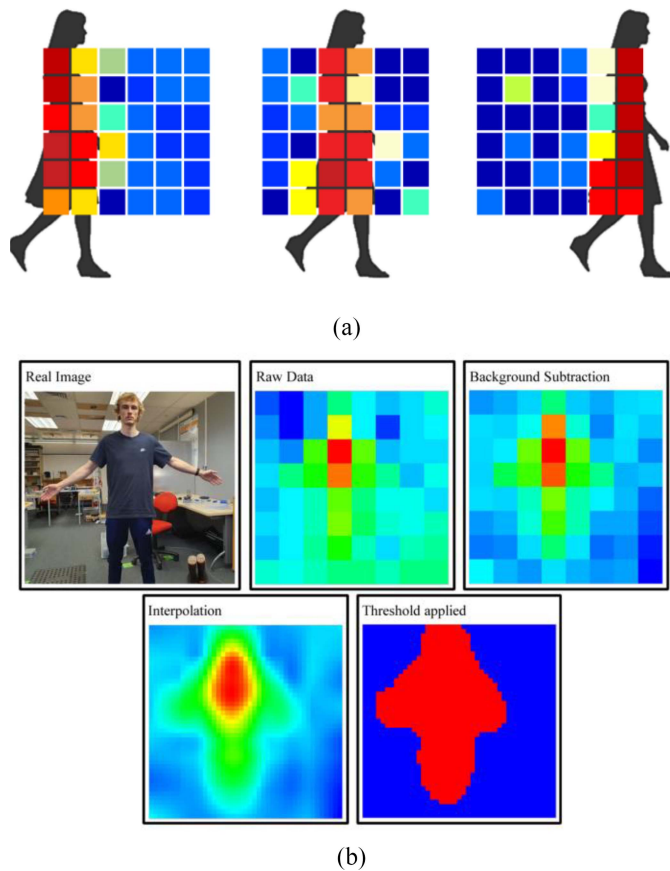 (a)
Real Image
Raw Data
Background Subtraction
Interpolation
Threshold applied
(b)